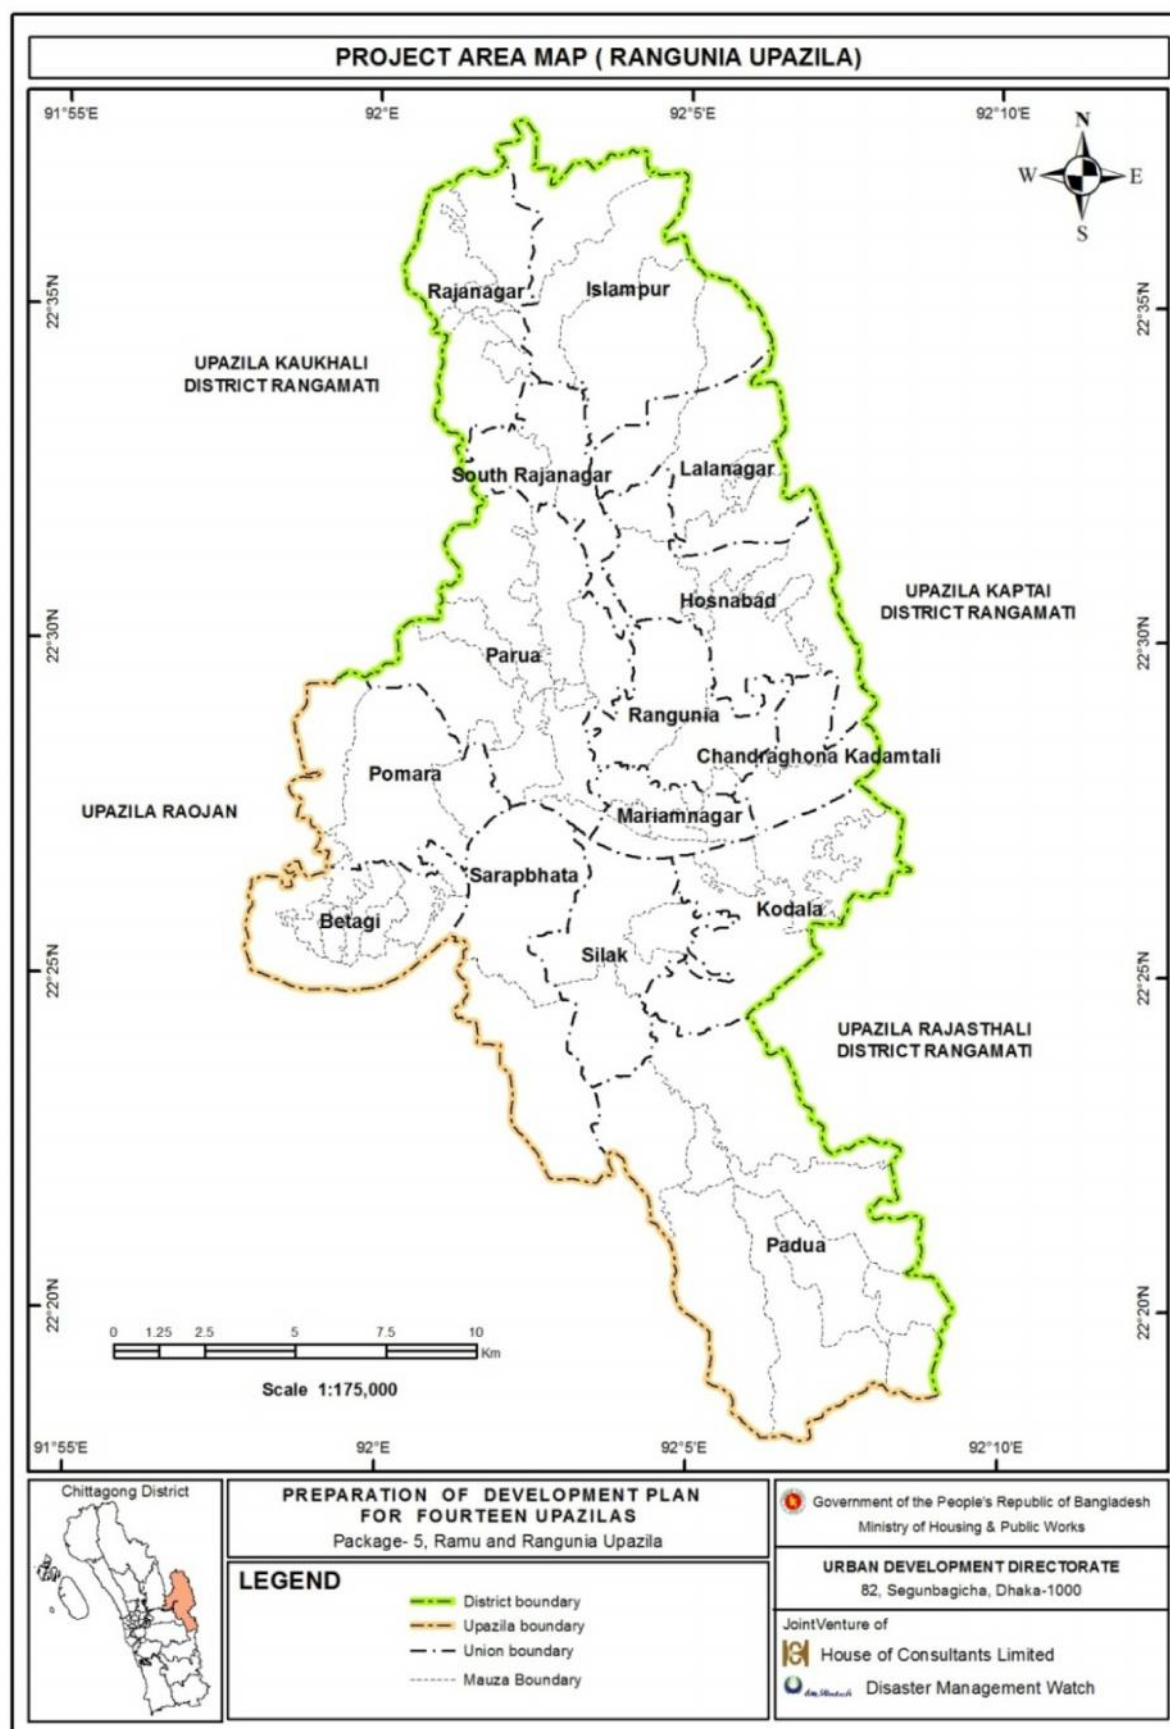 PROJECT AREA MAP ( RANGUNIA UPAZILA)
91°55'E
92°E
92°5'E
92°10'E
N
W
E
S
22°35'N
22°35'N
Rajanagar
Islampur
UPAZILA KAUKHALI
DISTRICT RANGAMATI
South Rajanagar
Lalanagar
UPAZILA KAPTAI
DISTRICT RANGAMATI
Hosnabad
22°30'N
22°30'N
Parua
Rangunia
Chandraghona Kadamtali
Pomara
UPAZILA RAOJAN
Mariamnagar
Sarapbhata
Kodala
Betagi
Silak
22°25'N
22°25'N
UPAZILA RAJASTHALI
DISTRICT RANGAMATI
Padua
22°20'N
22°20'N
0 1.25 2.5 5 7.5 10
Km
Scale 1:175,000
91°55'E
92°E
92°5'E
92°10'E
Chittagong District
PREPARATION OF DEVELOPMENT PLAN
FOR FOURTEEN UPAZILAS
Package- 5, Ramu and Rangunia Upazila
LEGEND
District boundary
Upazila boundary
Union boundary
Mauza Boundary
Government of the People's Republic of Bangladesh
Ministry of Housing & Public Works
URBAN DEVELOPMENT DIRECTORATE
82, Segunbagicha, Dhaka-1000
JointVenture of
House of Consultants Limited
Disaster Management Watch